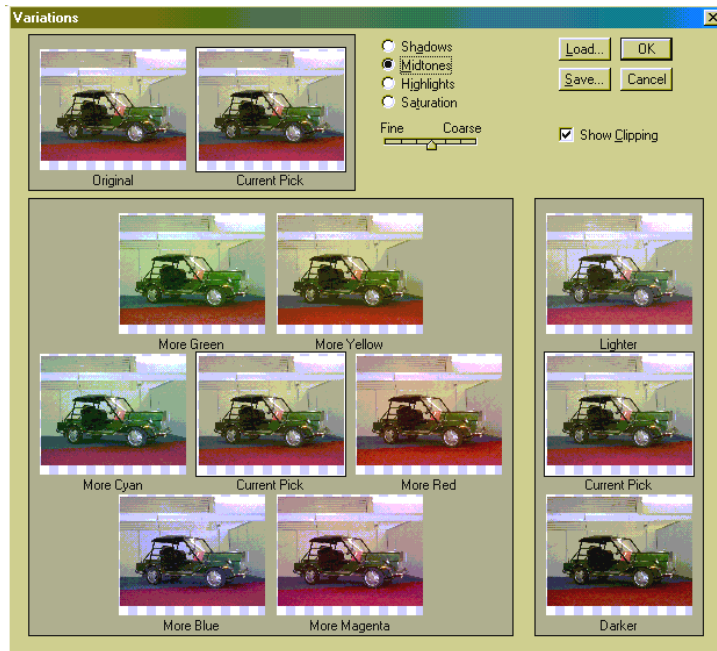 Variations
Original
Current Pick
Shadows
Midtones
Highlights
Saturation
Fine Coarse
Load... OK
Save... Cancel
Show Clipping
More Green
More Yellow
More Cyan
Current Pick
More Red
More Blue
More Magenta
Lighter
Current Pick
Darker